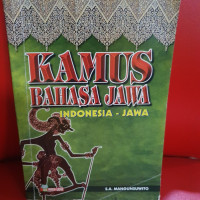 KAMUS
BAHASA JAWA
INDONESIA - JAWA
S.A. MANGUNSUWITO